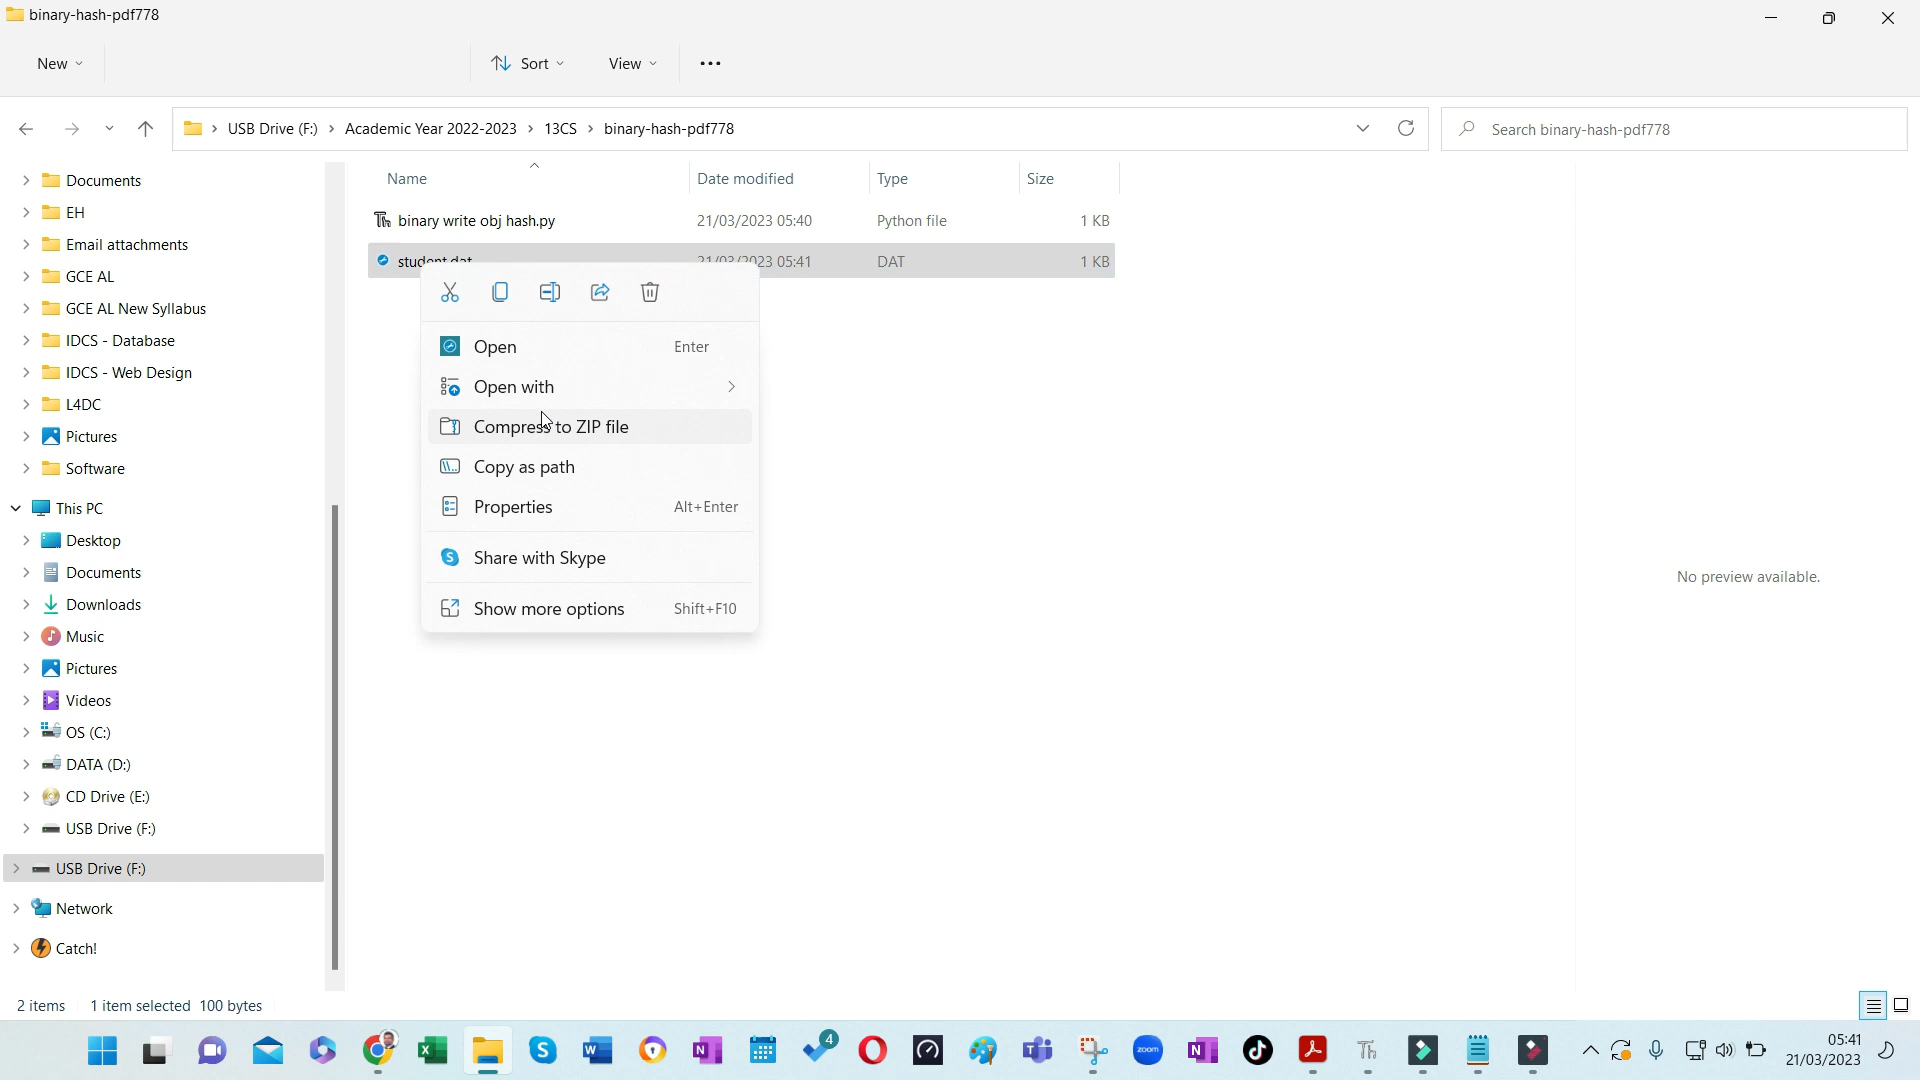 binary-hash-pdf778
New
Sort
View
USB Drive (F:) › Academic Year 2022-2023 › 13CS › binary-hash-pdf778
Search binary-hash-pdf778
Documents
EH
Email attachments
GCE AL
GCE AL New Syllabus
IDCS - Database
IDCS - Web Design
L4DC
Pictures
Software
This PC
Desktop
Documents
Downloads
Music
Pictures
Videos
OS (C:)
DATA (D:)
CD Drive (E:)
USB Drive (F:)
USB Drive (F:)
Network
Catch!
Name Date modified Type Size
binary write obj hash.py 21/03/2023 05:40 Python file 1 KB
student.dat 21/03/2023 05:41 DAT 1 KB
Open Enter
Open with
Compress to ZIP file
Copy as path
Properties Alt+Enter
Share with Skype
Show more options Shift+F10
No preview available.
2 items 1 item selected 100 bytes
4
zoom
05:41
21/03/2023